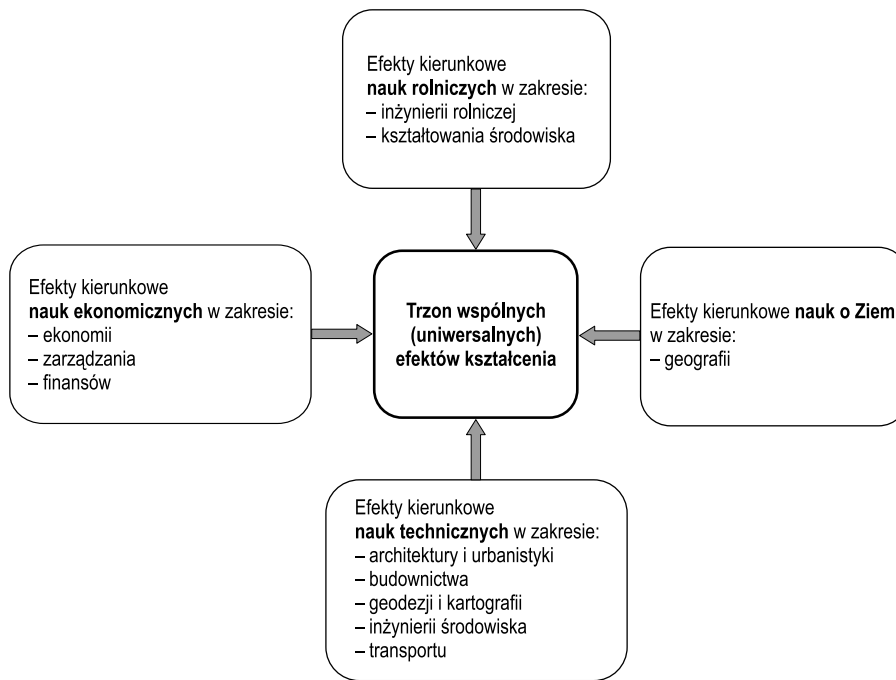 Efekty kierunkowe
nauk rolniczych w zakresie:
– inżynierii rolniczej
– kształtowania środowiska
Efekty kierunkowe
nauk ekonomicznych w zakresie:
– ekonomii
– zarządzania
– finansów
Trzon wspólnych
(uniwersalnych)
efektów kształcenia
Efekty kierunkowe nauk o Ziem
w zakresie:
– geografii
Efekty kierunkowe
nauk technicznych w zakresie:
– architektury i urbanistyki
– budownictwa
– geodezji i kartografii
– inżynierii środowiska
– transportu